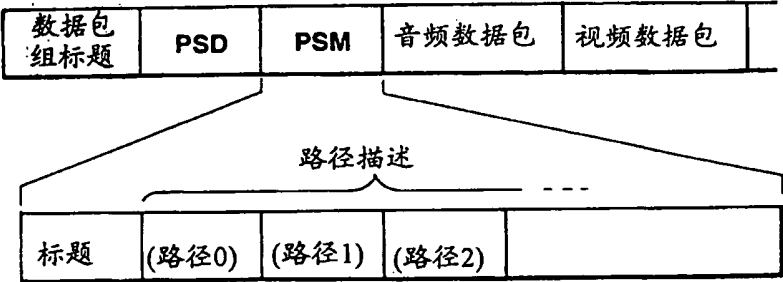 数据包
组标题
PSD
PSM
音频数据包
视频数据包
路径描述
标题
(路径0)
(路径1)
(路径2)